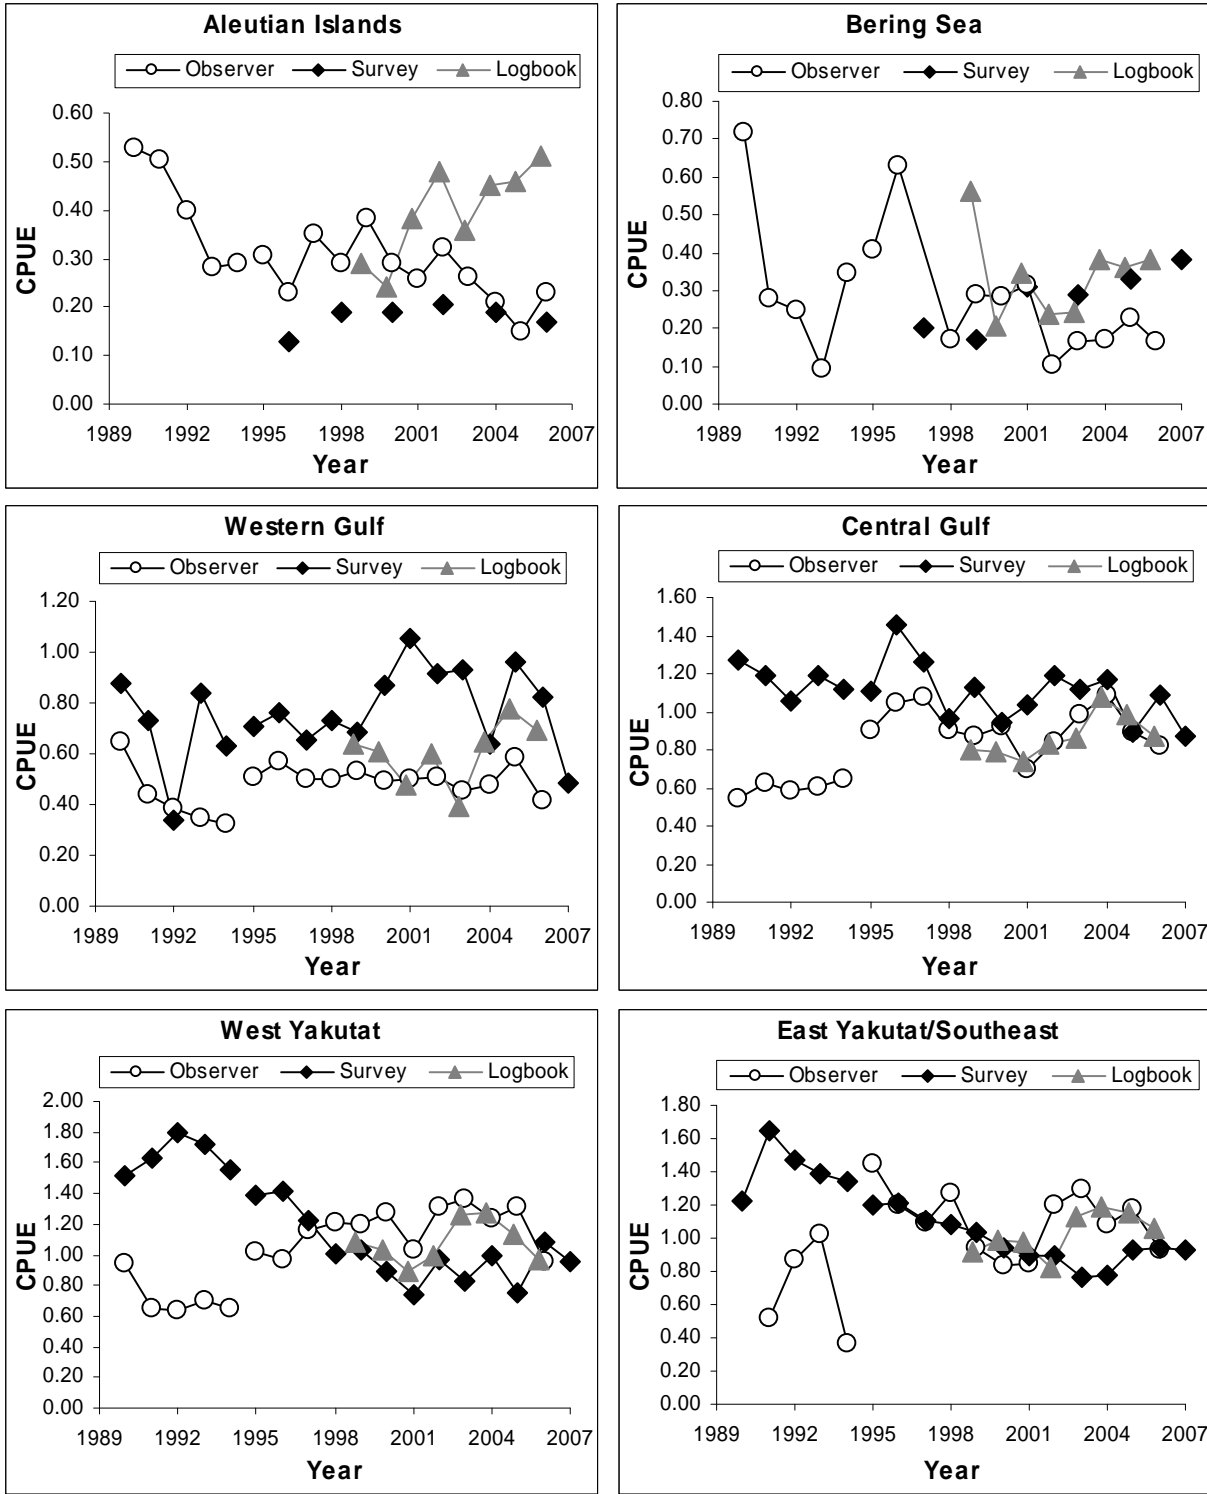 Aleutian Islands
Observer Survey Logbook
0.60
0.50
0.40
0.30
0.20
0.10
0.00
CPUE
1989 1992 1995 1998 2001 2004 2007
Year
Bering Sea
Observer Survey Logbook
0.80
0.70
0.60
0.50
0.40
0.30
0.20
0.10
0.00
CPUE
1989 1992 1995 1998 2001 2004 2007
Year
Western Gulf
Observer Survey Logbook
1.20
1.00
0.80
0.60
0.40
0.20
0.00
CPUE
1989 1992 1995 1998 2001 2004 2007
Year
Central Gulf
Observer Survey Logbook
1.60
1.40
1.20
1.00
0.80
0.60
0.40
0.20
0.00
CPUE
1989 1992 1995 1998 2001 2004 2007
Year
West Yakutat
Observer Survey Logbook
2.00
1.80
1.60
1.40
1.20
1.00
0.80
0.60
0.40
0.20
0.00
CPUE
1989 1992 1995 1998 2001 2004 2007
Year
East Yakutat/Southeast
Observer Survey Logbook
1.80
1.60
1.40
1.20
1.00
0.80
0.60
0.40
0.20
0.00
CPUE
1989 1992 1995 1998 2001 2004 2007
Year